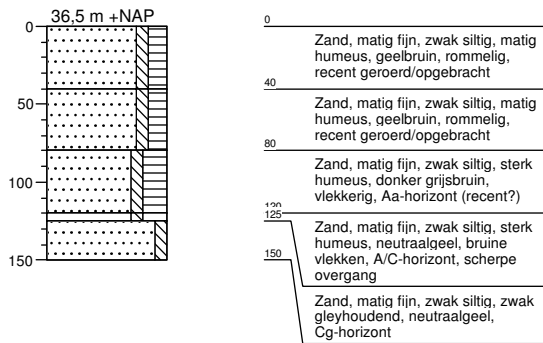 36,5 m +NAP
0
50
100
150
0
Zand, matig fijn, zwak siltig, matig
humeus, geelbruin, rommelig,
recent geroerd/opgebracht
40
Zand, matig fijn, zwak siltig, matig
humeus, geelbruin, rommelig,
recent geroerd/opgebracht
80
Zand, matig fijn, zwak siltig, sterk
humeus, donker grijsbruin,
vlekkerig, Aa-horizont (recent?)
120
125
Zand, matig fijn, zwak siltig, sterk
humeus, neutraalgeel, bruine
vlekken, A/C-horizont, scherpe
overgang
150
Zand, matig fijn, zwak siltig, zwak
gleyhoudend, neutraalgeel,
Cg-horizont